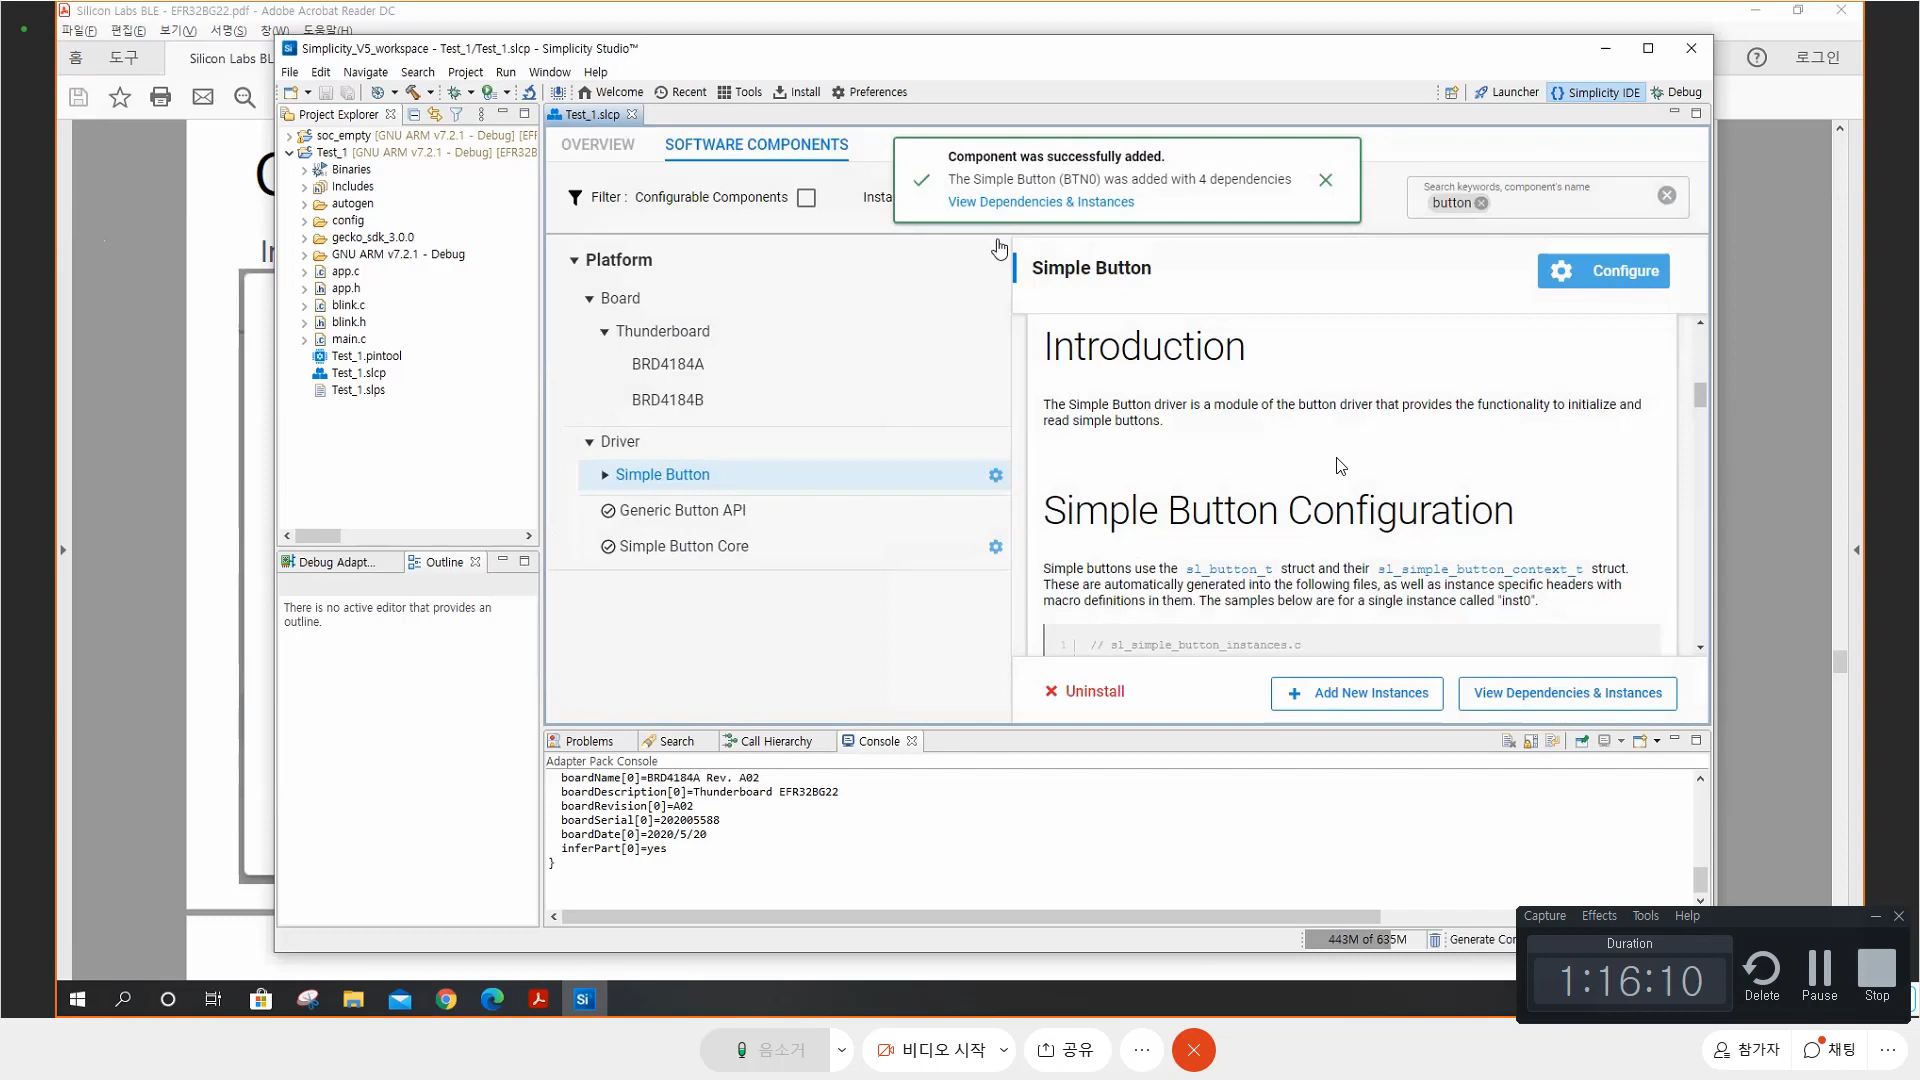 Silicon Labs BLE - EFR32BG22.pdf - Adobe Acrobat Reader DC
파일(F) 편집(E) 보기(V) 서명(S) 창(W) 도움말(H)
홈 도구 Silicon Labs BL 로그인
Simplicity_V5_workspace - Test_1/Test_1.slcp - Simplicity Studio™
File Edit Navigate Search Project Run Window Help
Welcome Recent Tools Install Preferences Launcher Simplicity IDE Debug
Project Explorer
soc_empty [GNU ARM v7.2.1 - Debug] [EFF
Test_1 [GNU ARM v7.2.1 - Debug] [EFR32B
Binaries
Includes
autogen
config
gecko_sdk_3.0.0
GNU ARM v7.2.1 - Debug
app.c
app.h
blink.c
blink.h
main.c
Test_1.pintool
Test_1.slcp
Test_1.slps
Debug Adapt...
Outline
There is no active editor that provides an
outline.
Test_1.slcp
OVERVIEW SOFTWARE COMPONENTS
Component was successfully added.
The Simple Button (BTN0) was added with 4 dependencies
View Dependencies & Instances
Filter : Configurable Components Insta
Search keywords, component's name
button
Platform
Board
Thunderboard
BRD4184A
BRD4184B
Driver
Simple Button
Generic Button API
Simple Button Core
Simple Button
Configure
Introduction
The Simple Button driver is a module of the button driver that provides the functionality to initialize and
read simple buttons.
Simple Button Configuration
Simple buttons use the sl_button_t struct and their sl_simple_button_context_t struct.
These are automatically generated into the following files, as well as instance specific headers with
macro definitions in them. The samples below are for a single instance called "inst0".
1 // sl_simple_button_instances.c
Uninstall
Add New Instances
View Dependencies & Instances
Problems Search Call Hierarchy Console
Adapter Pack Console
boardName[0]=BRD4184A Rev. A02
boardDescription[0]=Thunderboard EFR32BG22
boardRevision[0]=A02
boardSerial[0]=202005588
boardDate[0]=2020/5/20
inferPart[0]=yes
}
443M of 635M
Generate Cor
Capture Effects Tools Help
Duration
1:16:10
Delete Pause Stop
음소거 비디오 시작 공유
참가자 채팅